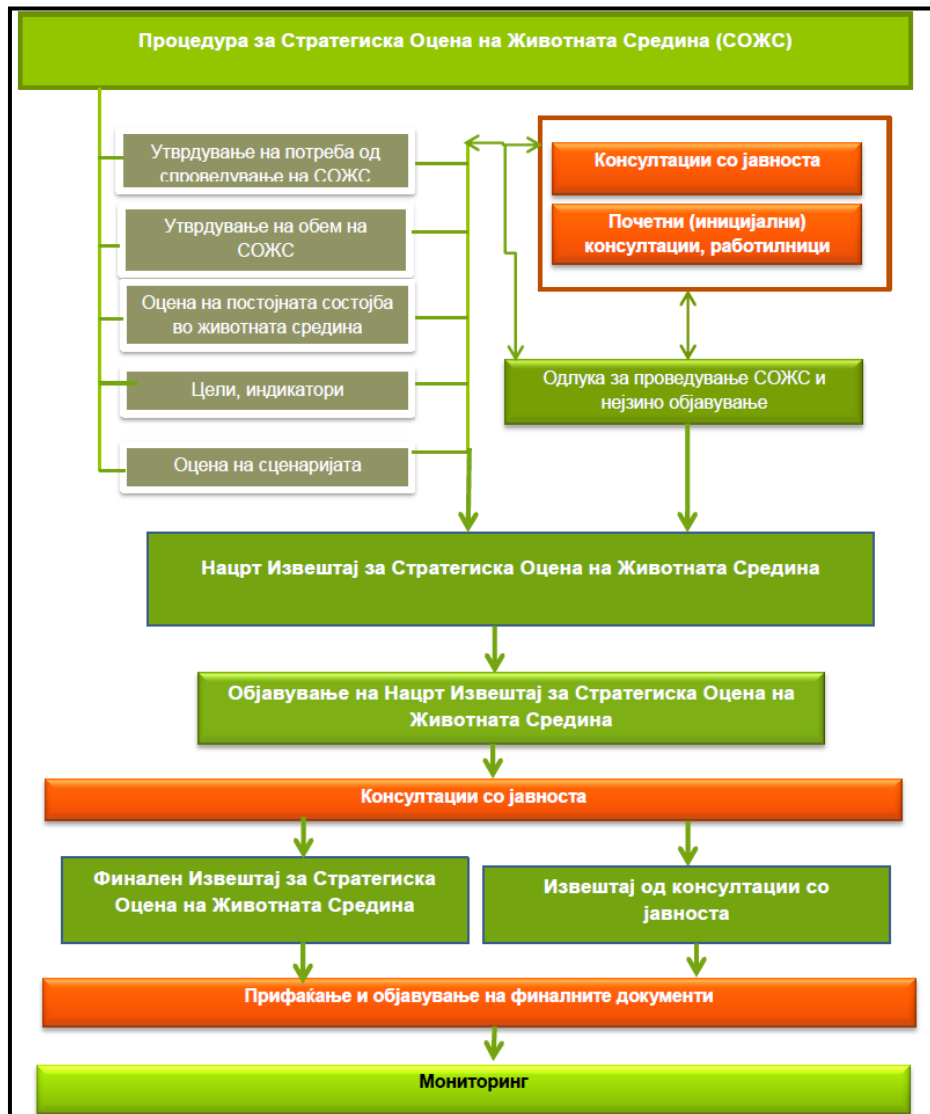 Процедура за Стратегиска Оцена на Животната Средина (СОЖС)
Утврдување на потреба од
спроведување на СОЖС
Утврдување на обем на
СОЖС
Оцена на постојната состојба
во животната средина
Цели, индикатори
Оцена на сценаријата
Консултации со јавноста
Почетни (иницијални)
консултации, работилници
Одлука за проведување СОЖС и
нејзино објавување
Нацрт Извештај за Стратегиска Оцена на Животната Средина
Објавување на Нацрт Извештај за Стратегиска Оцена на
Животната Средина
Консултации со јавноста
Финален Извештај за Стратегиска
Оцена на Животната Средина
Извештај од консултации со
јавноста
Прифаќање и објавување на финалните документи
Мониторинг